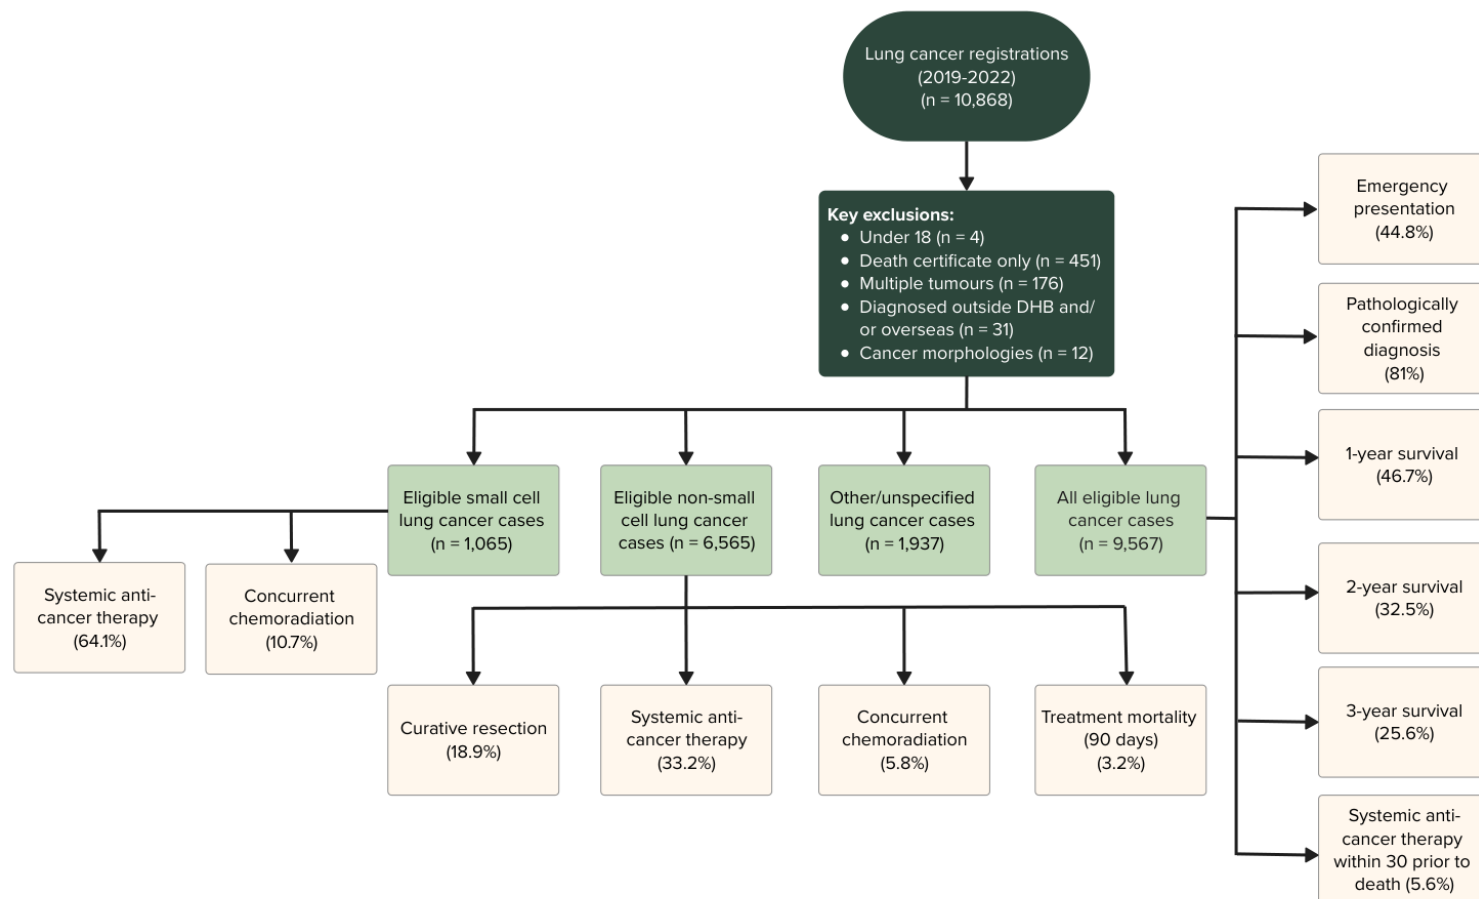 Lung cancer registrations
(2019-2022)
(n = 10,868)
Key exclusions:
• Under 18 (n = 4)
• Death certificate only (n = 451)
• Multiple tumours (n = 176)
• Diagnosed outside DHB and/
or overseas (n = 31)
• Cancer morphologies (n = 12)
Eligible small cell
lung cancer cases
(n = 1,065)
Eligible non-small
cell lung cancer
cases (n = 6,565)
Other/unspecified
lung cancer cases
(n = 1,937)
All eligible lung
cancer cases
(n = 9,567)
Systemic anti-
cancer therapy
(64.1%)
Concurrent
chemoradiation
(10.7%)
Curative resection
(18.9%)
Systemic anti-
cancer therapy
(33.2%)
Concurrent
chemoradiation
(5.8%)
Treatment mortality
(90 days)
(3.2%)
Emergency
presentation
(44.8%)
Pathologically
confirmed
diagnosis
(81%)
1-year survival
(46.7%)
2-year survival
(32.5%)
3-year survival
(25.6%)
Systemic anti-
cancer therapy
within 30 prior to
death (5.6%)